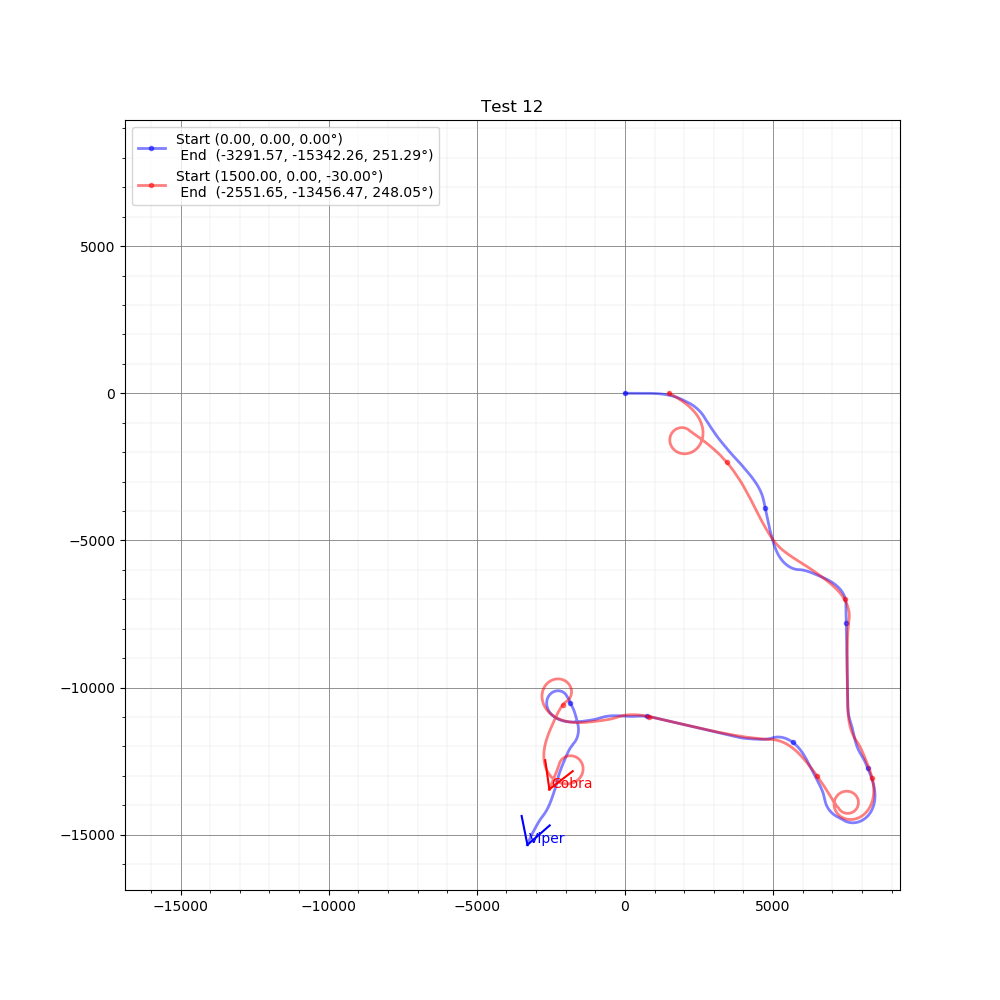 Test 12
Start (0.00, 0.00, 0.00°)
End (-3291.57, -15342.26, 251.29°)
Start (1500.00, 0.00, -30.00°)
End (-2551.65, -13456.47, 248.05°)
5000
0
−5000
−10000
−15000
Cobra
Viper
−15000 −10000 −5000 0 5000